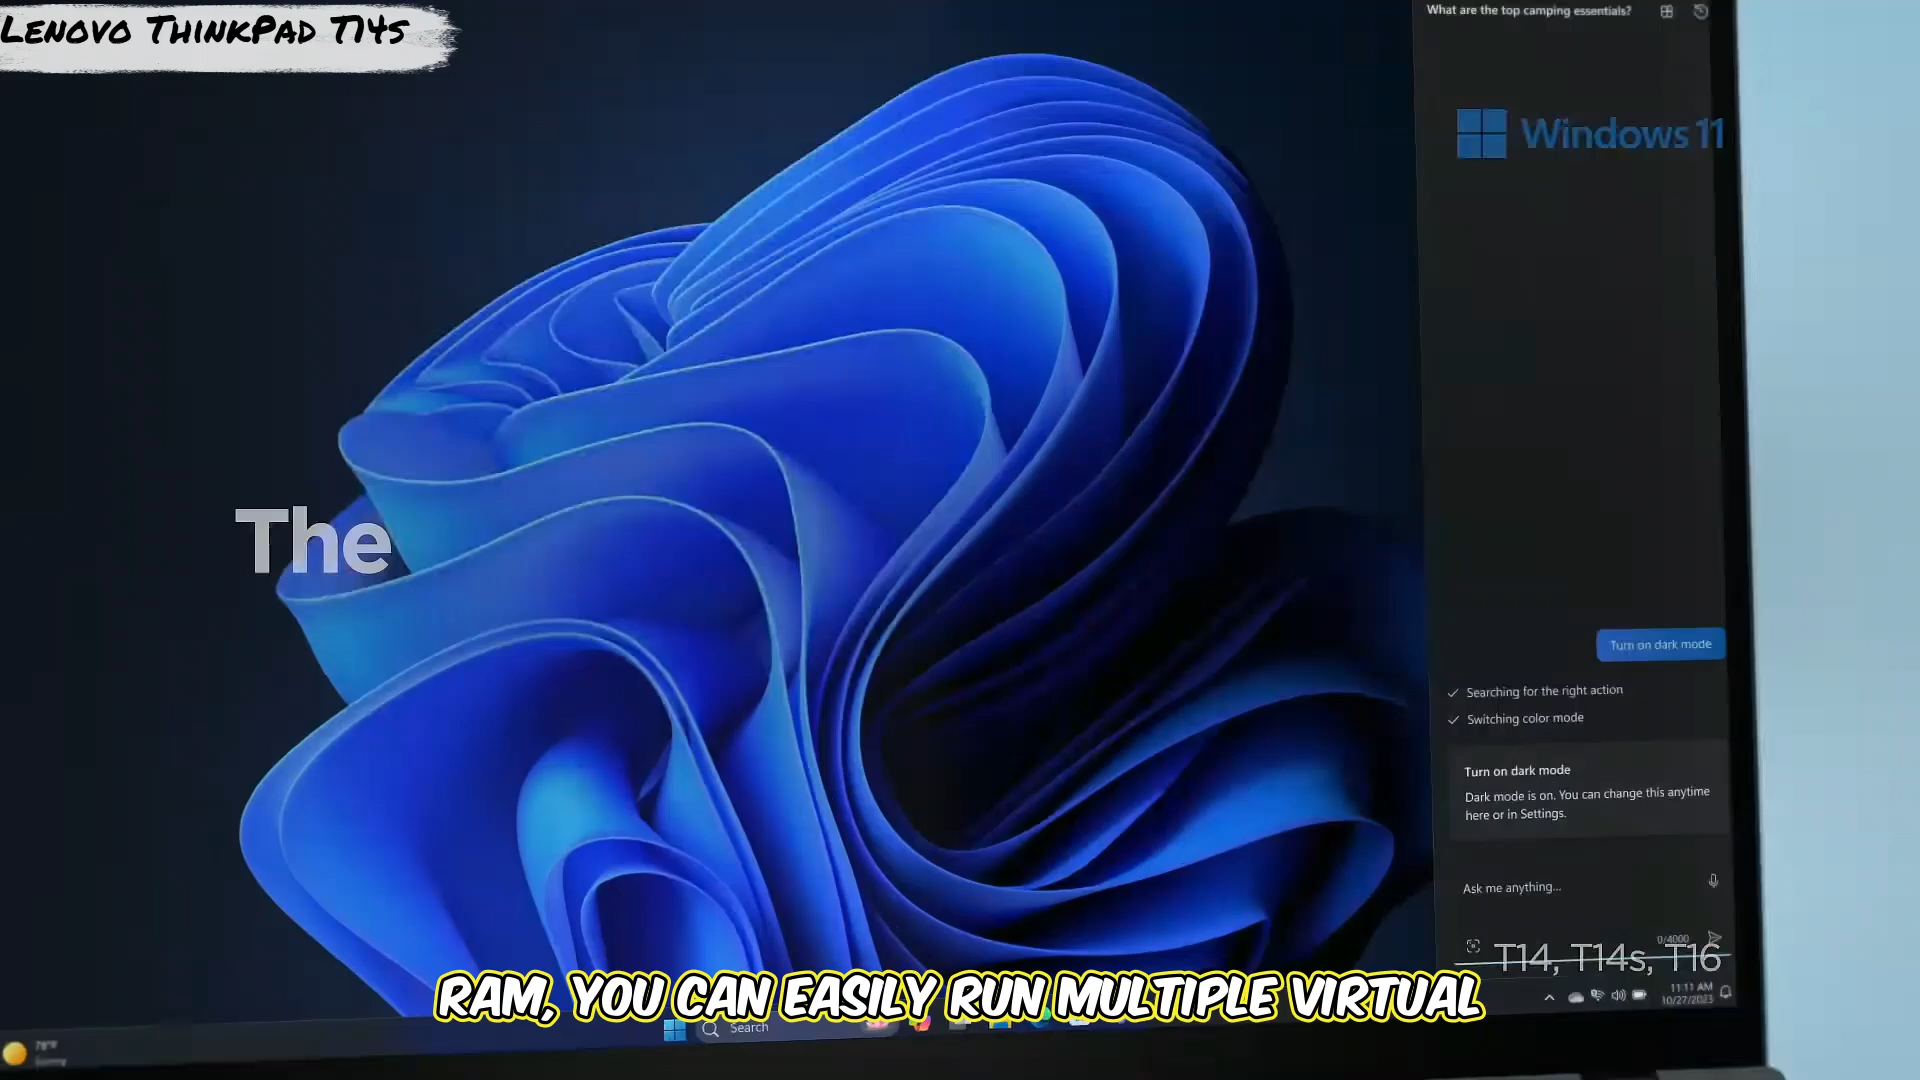 LENOVO THINKPAD T14s
What are the top camping essentials?
Windows 11
The
Turn on dark mode
Searching for the right action
Switching color mode
Turn on dark mode
Dark mode is on. You can change this anytime
here or in Settings.
Ask me anything...
0/4000
T14, T14s, T16
RAM, YOU CAN EASILY RUN MULTIPLE VIRTUAL
11:11 AM
10/27/2023
Search
78°F
Sunny